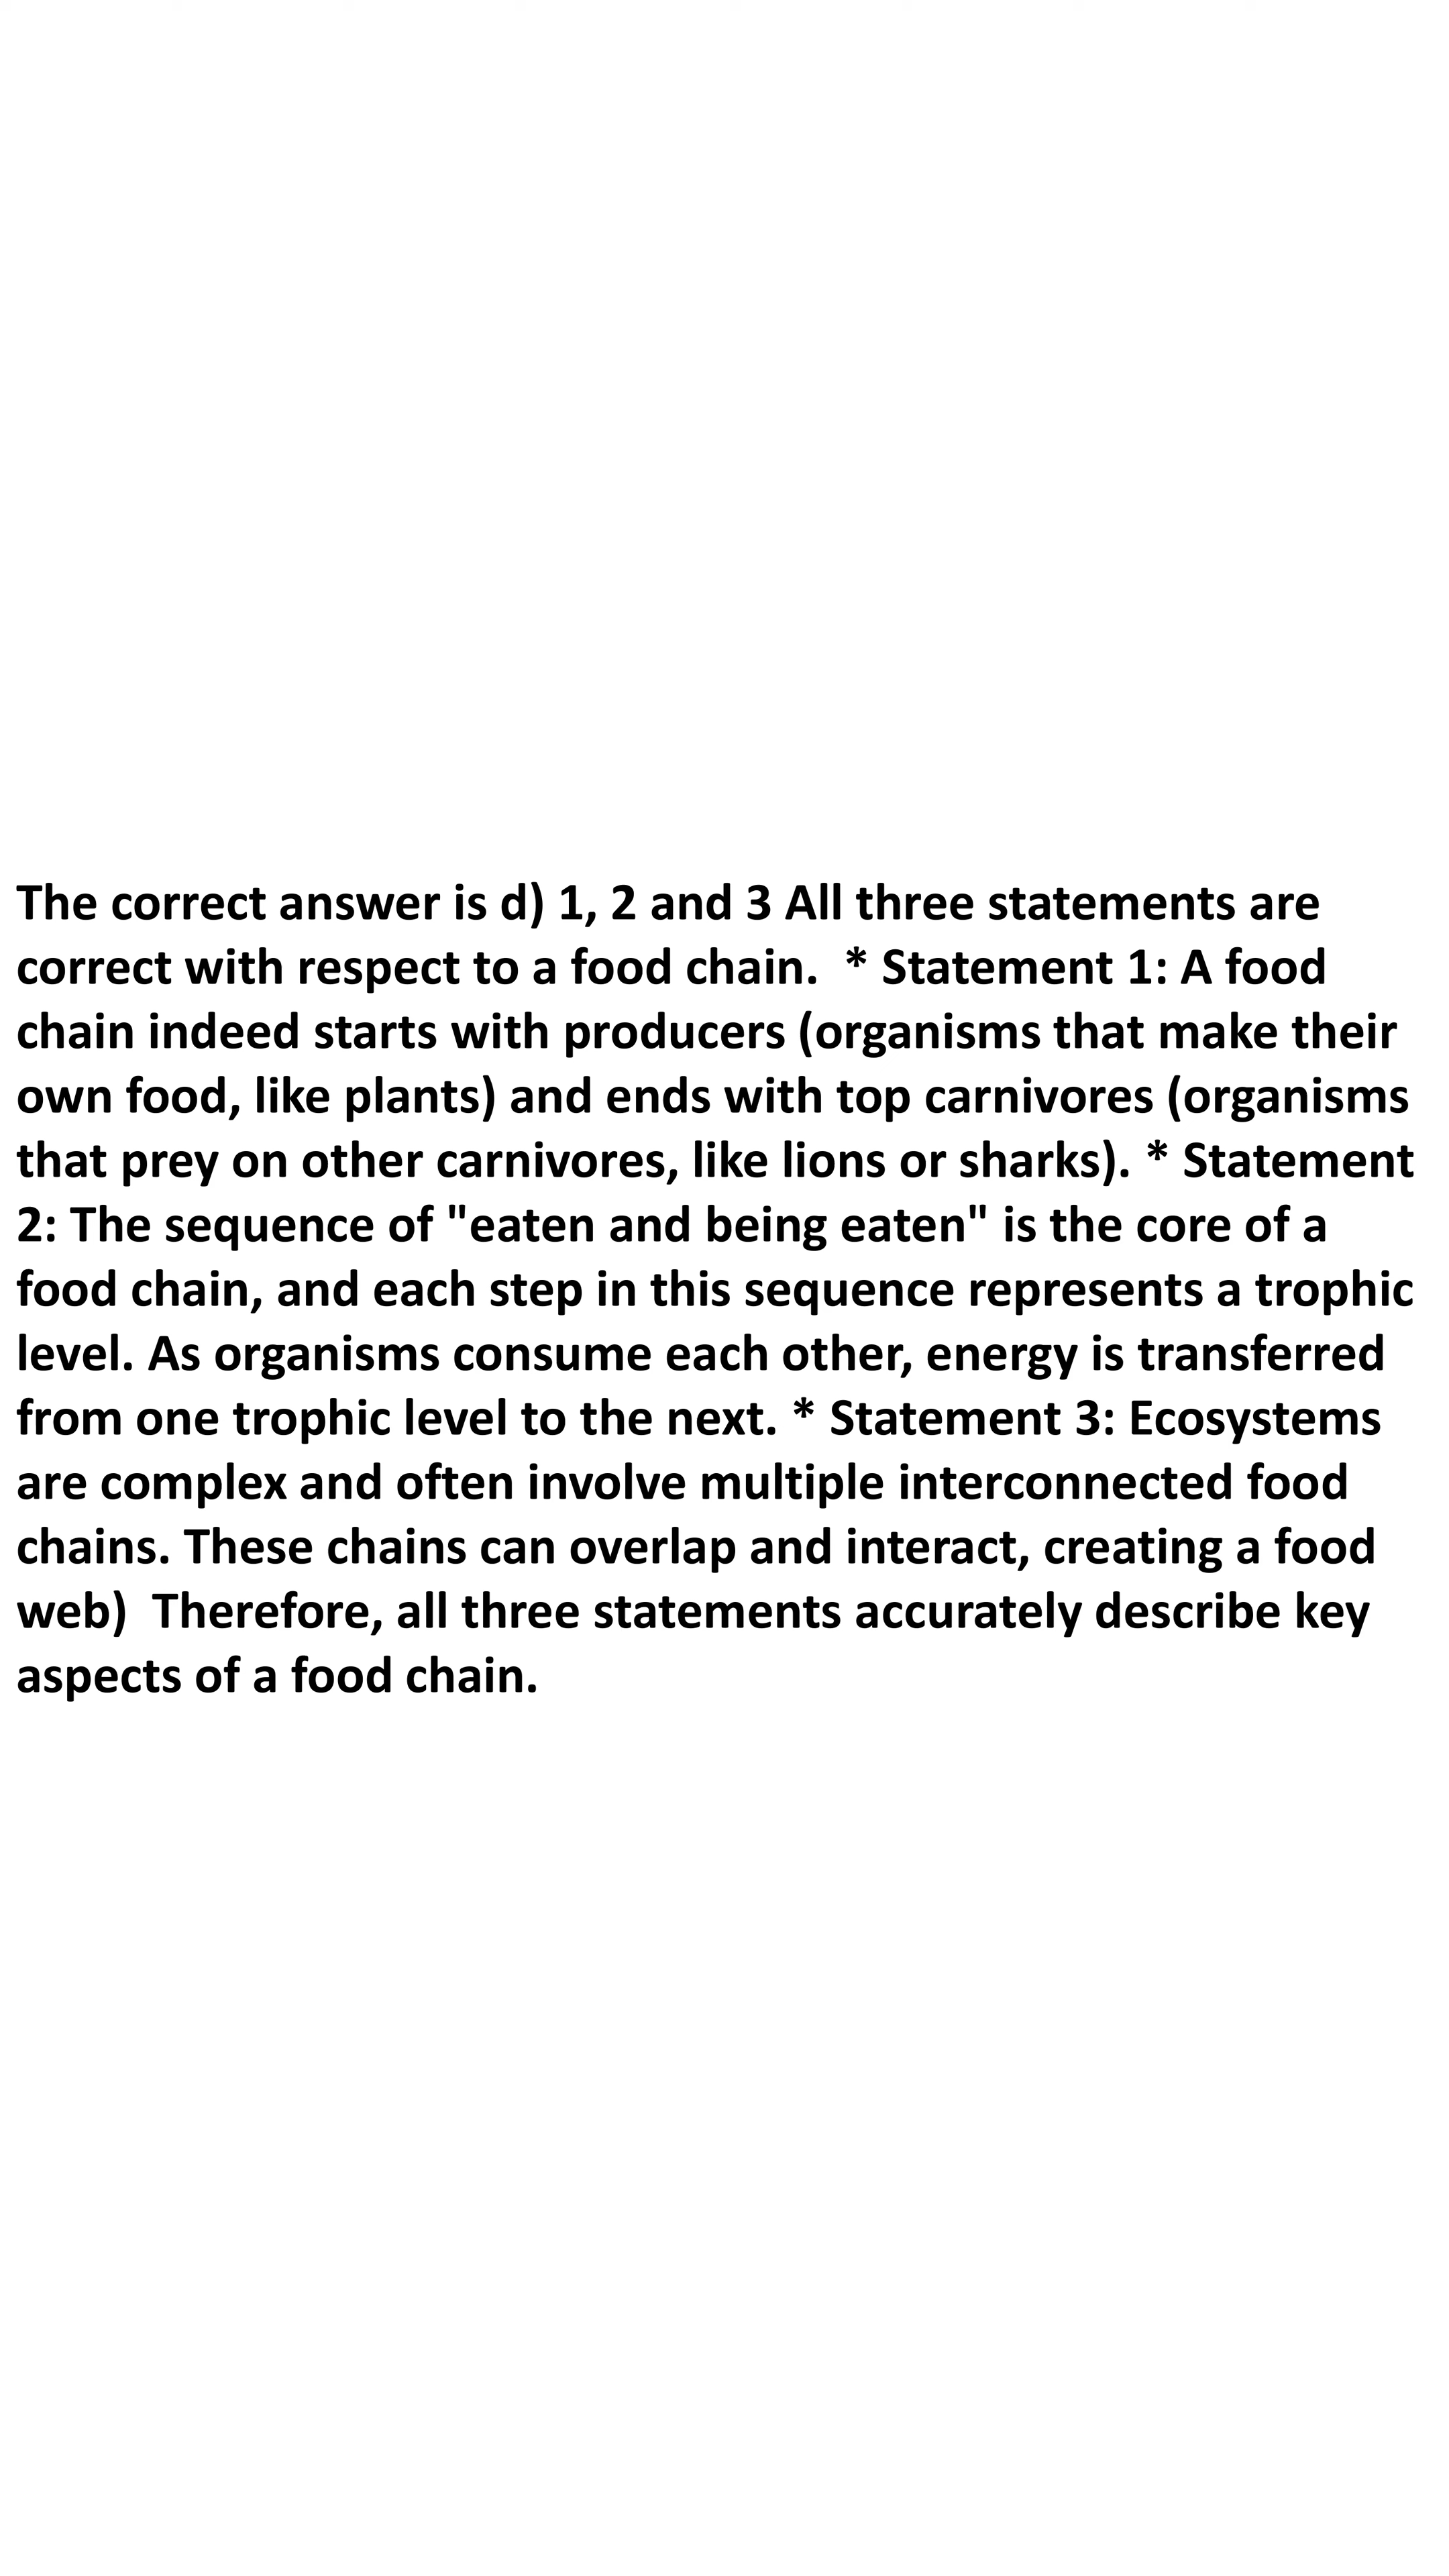 The correct answer is d) 1, 2 and 3 All three statements are
correct with respect to a food chain.  * Statement 1: A food
chain indeed starts with producers (organisms that make their
own food, like plants) and ends with top carnivores (organisms
that prey on other carnivores, like lions or sharks). * Statement
2: The sequence of "eaten and being eaten" is the core of a
food chain, and each step in this sequence represents a trophic
level. As organisms consume each other, energy is transferred
from one trophic level to the next. * Statement 3: Ecosystems
are complex and often involve multiple interconnected food
chains. These chains can overlap and interact, creating a food
web)  Therefore, all three statements accurately describe key
aspects of a food chain.